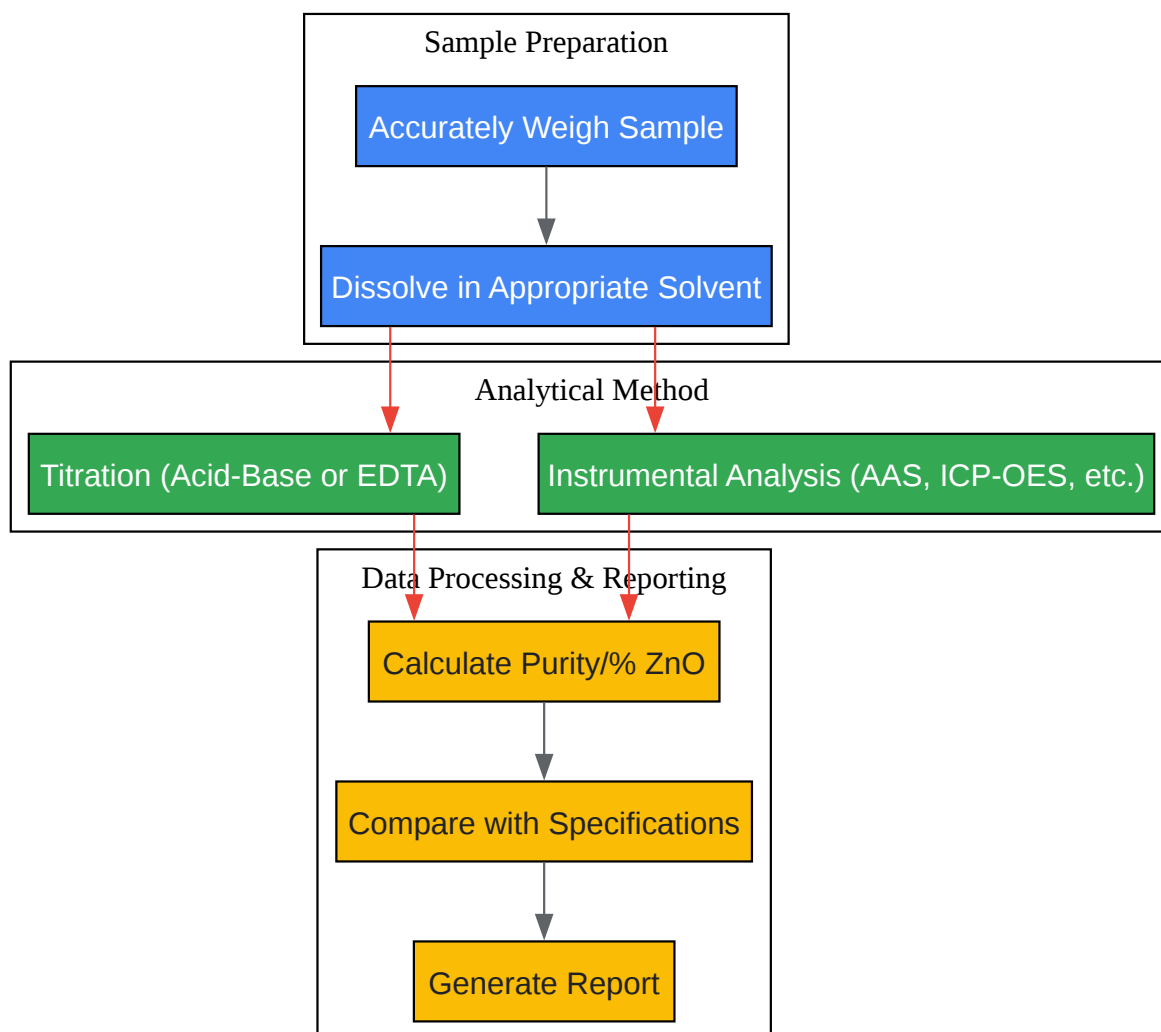 Sample Preparation
Accurately Weigh Sample
Dissolve in Appropriate Solvent
Analytical Method
Titration (Acid-Base or EDTA)
Instrumental Analysis (AAS, ICP-OES, etc.)
Data Processing & Reporting
Calculate Purity/% ZnO
Compare with Specifications
Generate Report